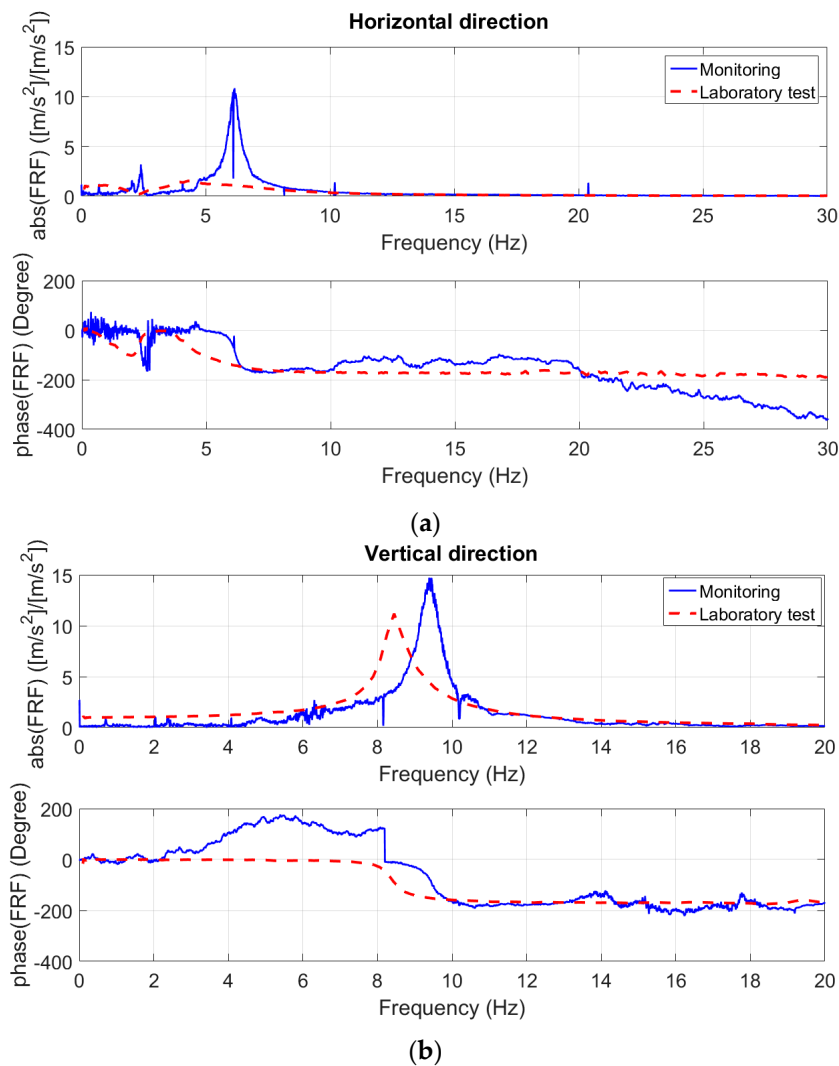 Horizontal direction
abs(FRF) ([m/s²]/[m/s²])
15
10
5
0
Monitoring
Laboratory test
0 5 10 15 20 25 30
Frequency (Hz)
phase(FRF) (Degree)
200
0
-200
-400
0 5 10 15 20 25 30
Frequency (Hz)
(a)
Vertical direction
abs(FRF) ([m/s²]/[m/s²])
15
10
5
0
Monitoring
Laboratory test
0 2 4 6 8 10 12 14 16 18 20
Frequency (Hz)
phase(FRF) (Degree)
200
0
-200
-400
0 2 4 6 8 10 12 14 16 18 20
Frequency (Hz)
(b)